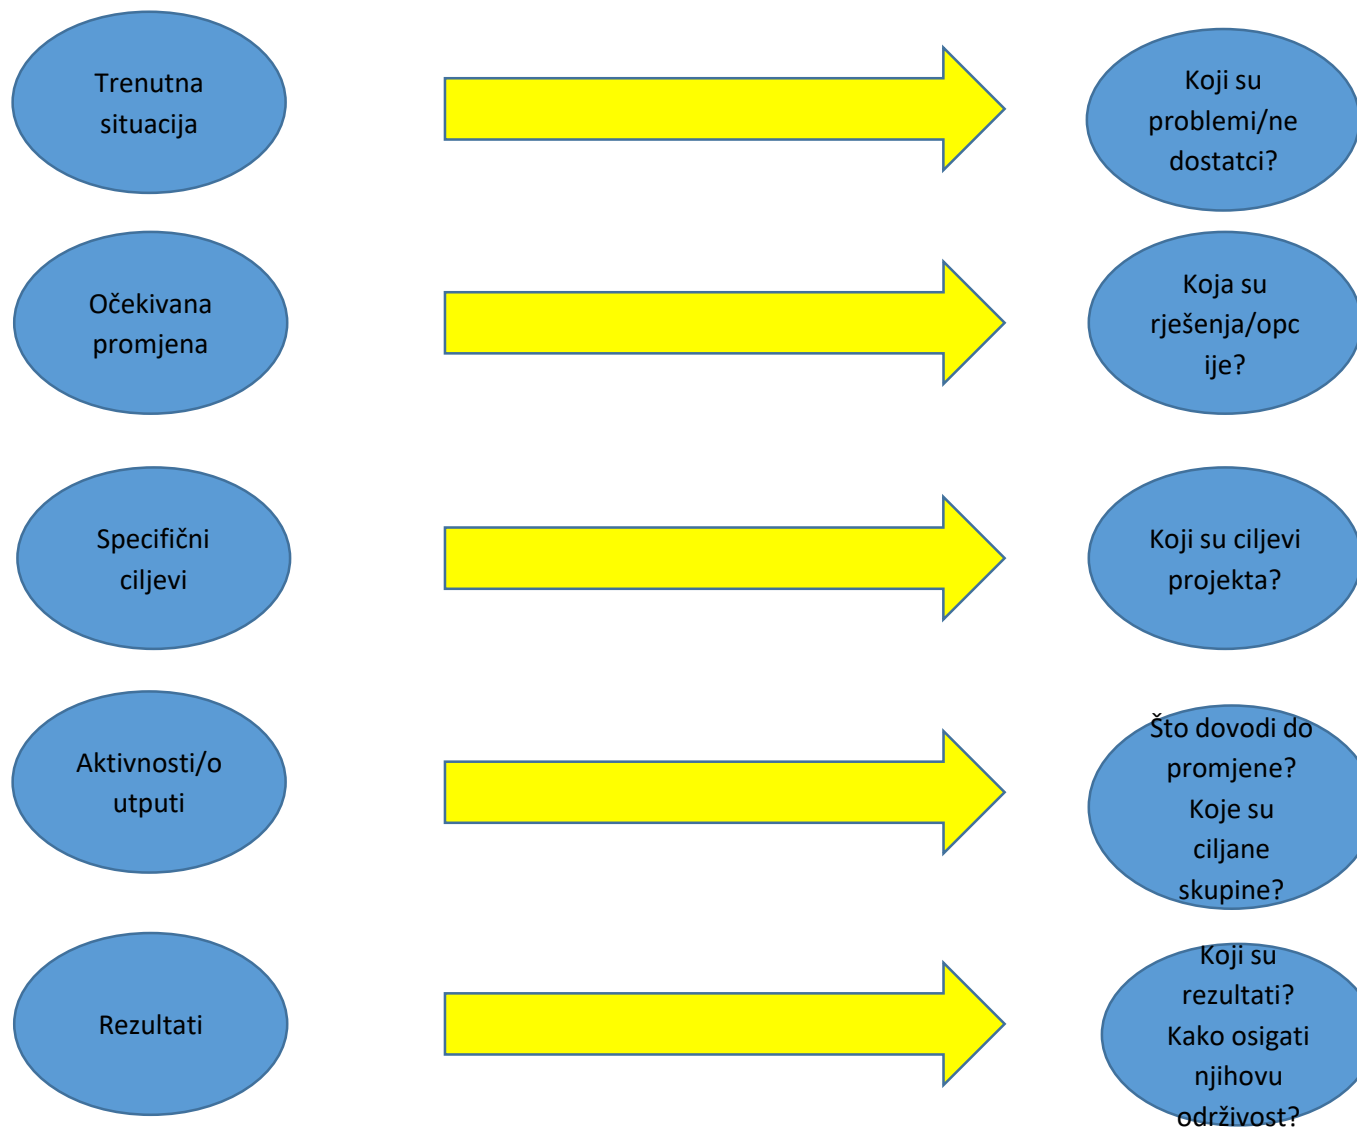 Trenutna
situacija
Koji su
problemi/ne
dostatci?
Očekivana
promjena
Koja su
rješenja/opc
ije?
Specifični
ciljevi
Koji su ciljevi
projekta?
Aktivnosti/o
utputi
Što dovodi do
promjene?
Koje su
ciljane
skupine?
Rezultati
Koji su
rezultati?
Kako osigati
njihovu
održivost?